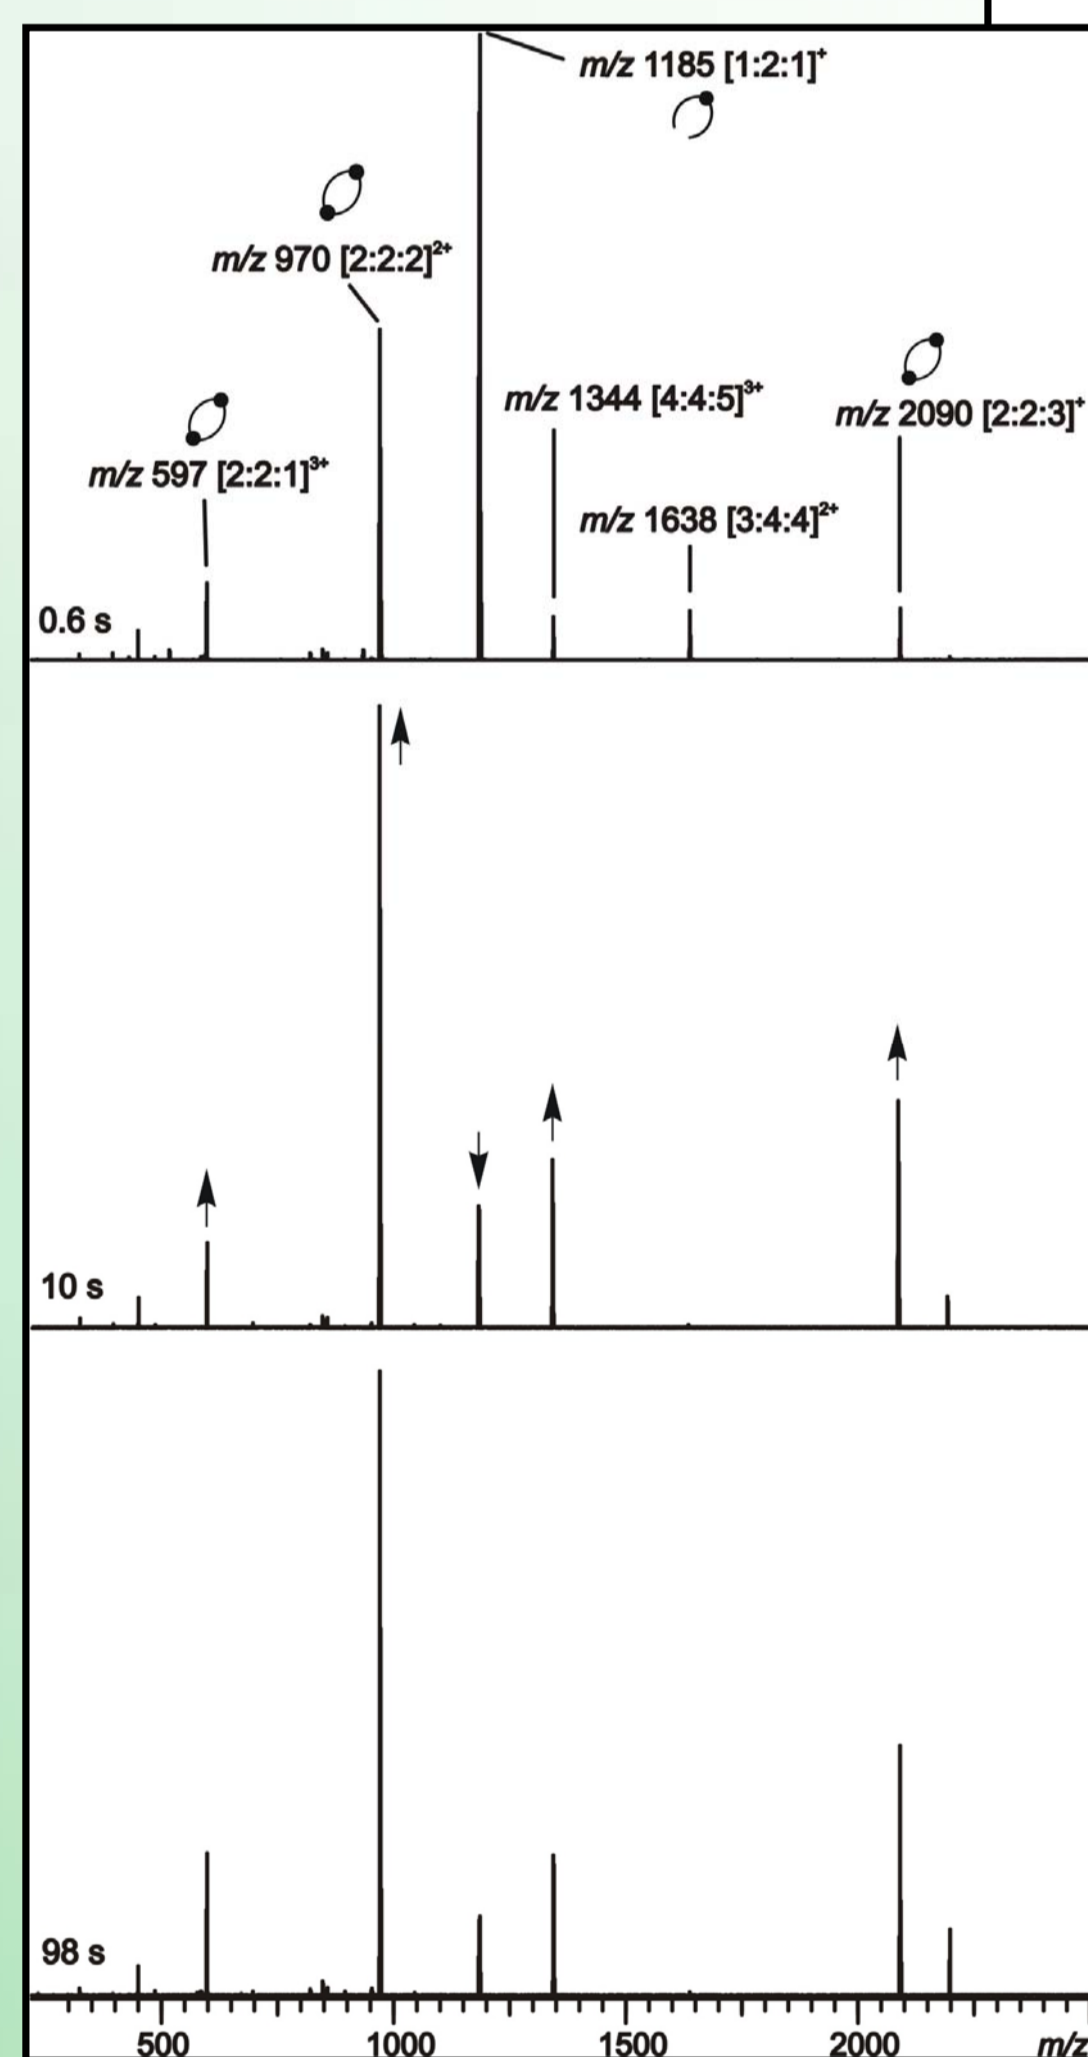 m/z 1185 [1:2:1]⁺
m/z 970 [2:2:2]²⁺
m/z 1344 [4:4:5]³⁺
m/z 2090 [2:2:3]⁺
m/z 597 [2:2:1]³⁺
m/z 1638 [3:4:4]²⁺
0.6 s
10 s
98 s
500 1000 1500 2000 m/z